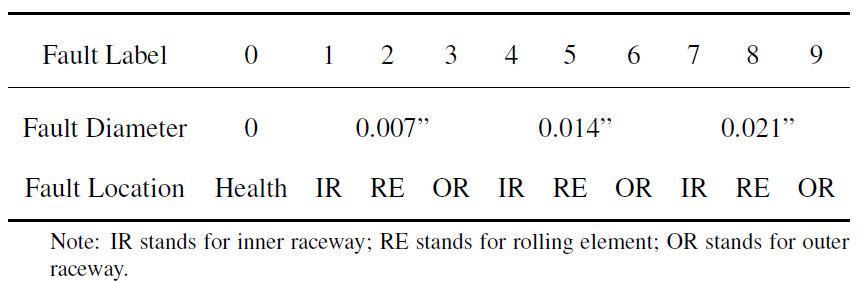 Fault Label 0 1 2 3 4 5 6 7 8 9
Fault Diameter 0 0.007” 0.014” 0.021”
Fault Location Health IR RE OR IR RE OR IR RE OR
Note: IR stands for inner raceway; RE stands for rolling element; OR stands for outer
raceway.